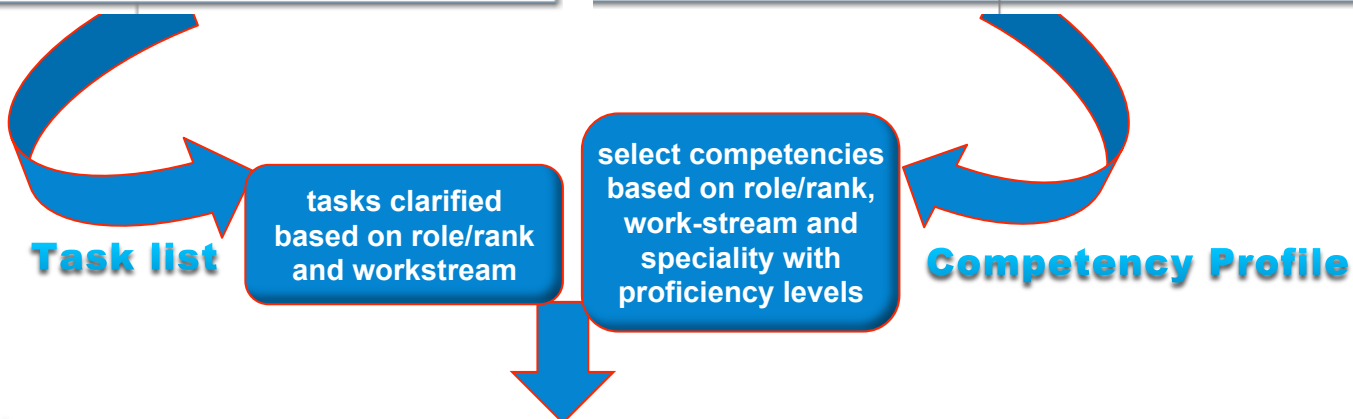 tasks clarified
based on role/rank
and workstream
select competencies
based on role/rank,
work-stream and
speciality with
proficiency levels
Task list
Competency Profile